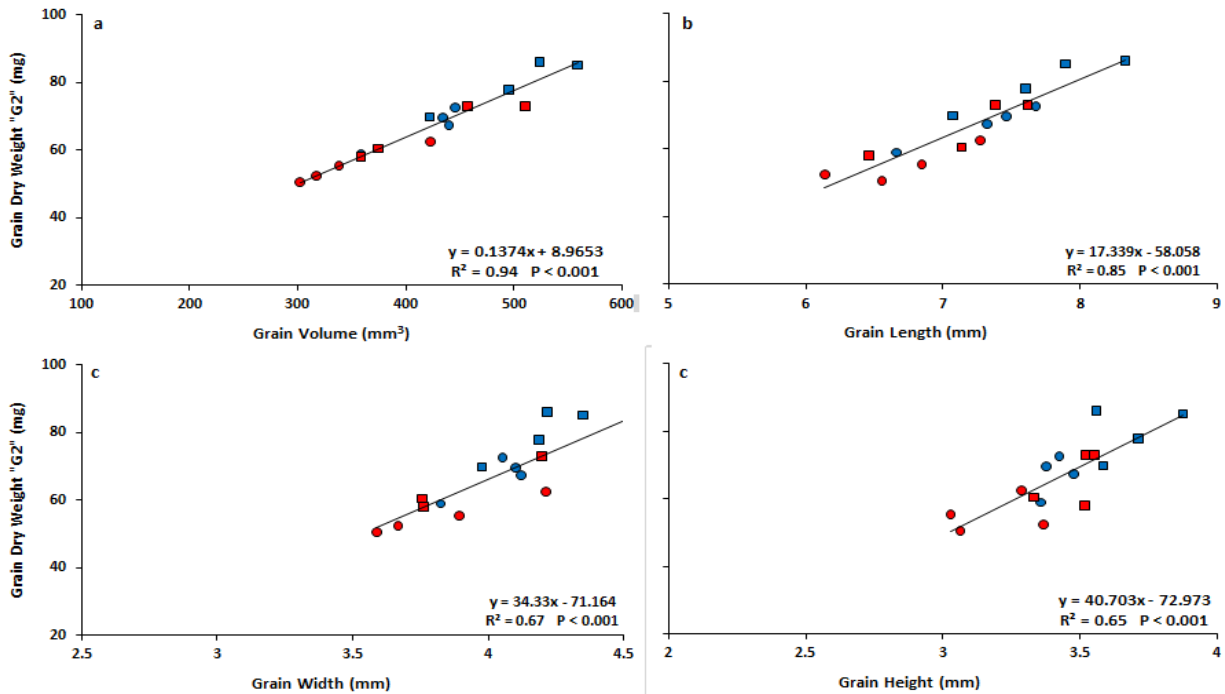 a
100
80
60
40
20
Grain Dry Weight "G2" (mg)
y = 0.1374x + 8.9653
R² = 0.94 P < 0.001
100 200 300 400 500 600
Grain Volume (mm³)
b
y = 17.339x - 58.058
R² = 0.85 P < 0.001
5 6 7 8 9
Grain Length (mm)
c
100
80
60
40
20
Grain Dry Weight "G2" (mg)
y = 34.33x - 71.164
R² = 0.67 P < 0.001
2.5 3 3.5 4 4.5
Grain Width (mm)
c
y = 40.703x - 72.973
R² = 0.65 P < 0.001
2 2.5 3 3.5 4
Grain Height (mm)